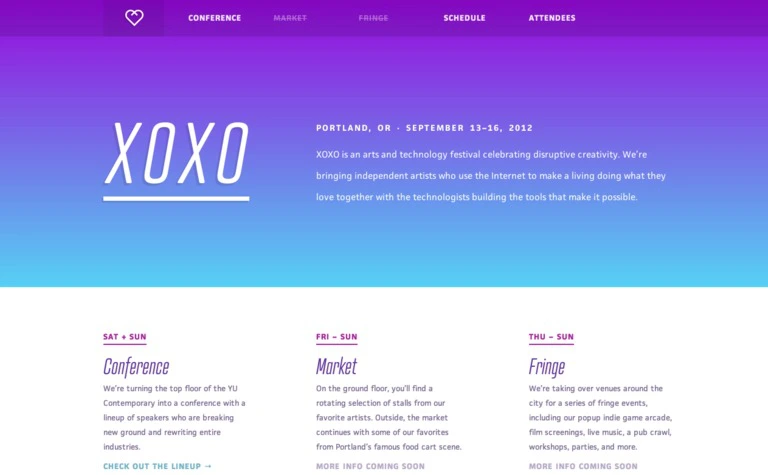 CONFERENCE MARKET FRINGE SCHEDULE ATTENDEES
XOXO
PORTLAND, OR · SEPTEMBER 13–16, 2012
XOXO is an arts and technology festival celebrating disruptive creativity. We're
bringing independent artists who use the Internet to make a living doing what they
love together with the technologists building the tools that make it possible.
SAT + SUN
Conference
We're turning the top floor of the YU
Contemporary into a conference with a
lineup of speakers who are breaking
new ground and rewriting entire
industries.
CHECK OUT THE LINEUP →
FRI – SUN
Market
On the ground floor, you'll find a
rotating selection of stalls from our
favorite artists. Outside, the market
continues with some of our favorites
from Portland's famous food cart scene.
MORE INFO COMING SOON
THU – SUN
Fringe
We're taking over venues around the
city for a series of fringe events,
including our popup indie game arcade,
film screenings, live music, a pub crawl,
workshops, parties, and more.
MORE INFO COMING SOON